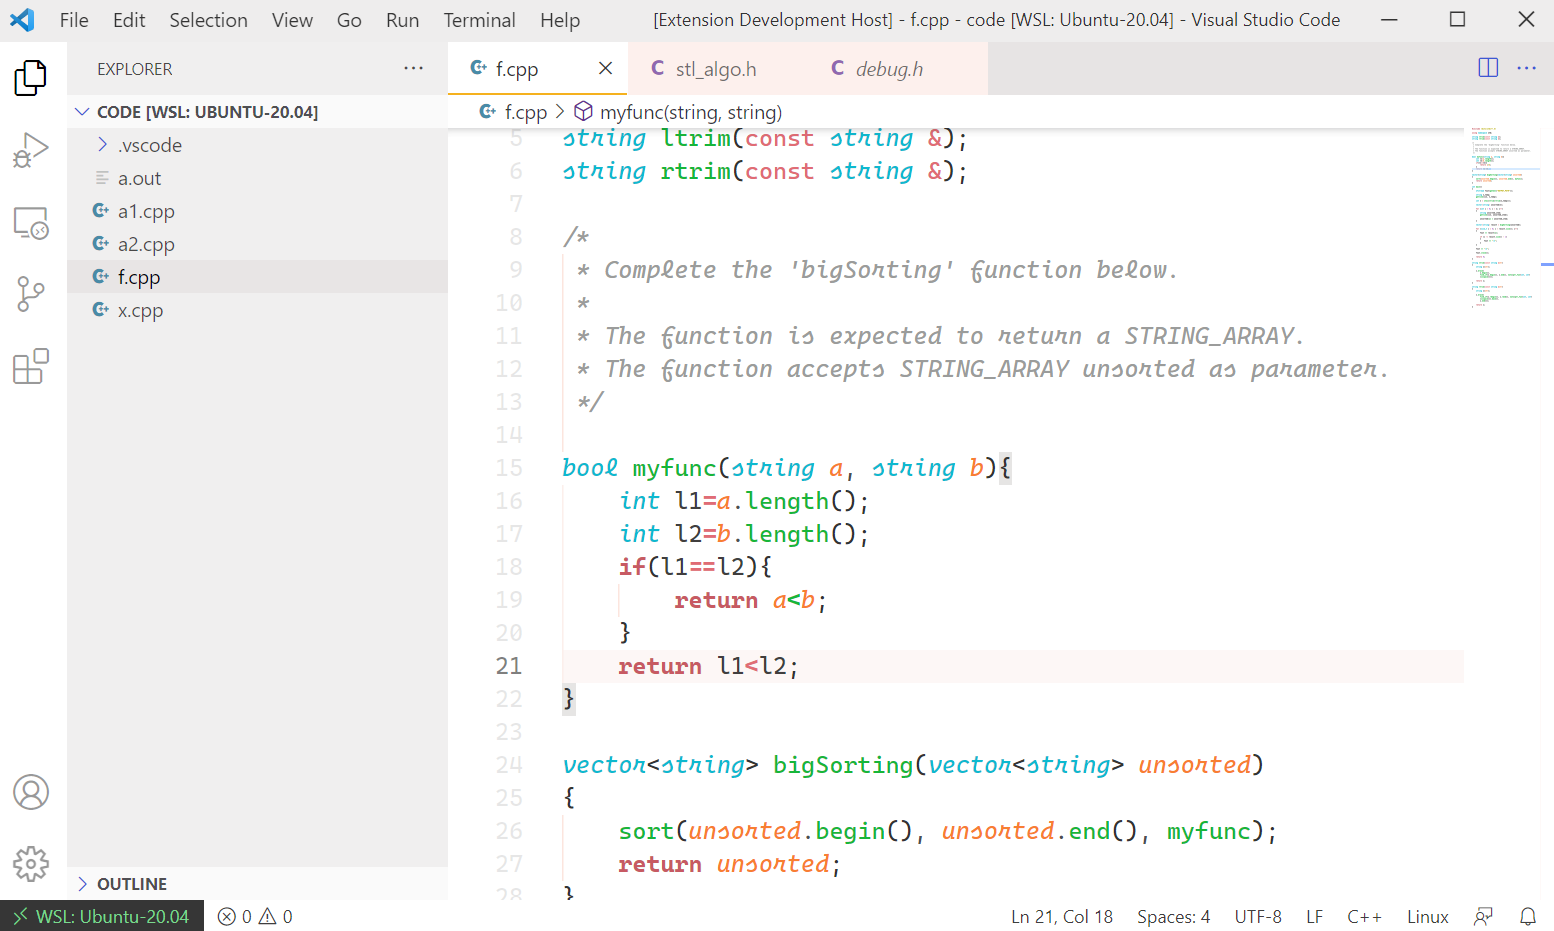 File Edit Selection View Go Run Terminal Help [Extension Development Host] - f.cpp - code [WSL: Ubuntu-20.04] - Visual Studio Code
EXPLORER
CODE [WSL: UBUNTU-20.04]
.vscode
a.out
a1.cpp
a2.cpp
f.cpp
x.cpp
OUTLINE
f.cpp C stl_algo.h C debug.h
f.cpp > myfunc(string, string)
5 string ltrim(const string &);
6 string rtrim(const string &);
7
8 /*
9 * Complete the 'bigSorting' function below.
10 *
11 * The function is expected to return a STRING_ARRAY.
12 * The function accepts STRING_ARRAY unsorted as parameter.
13 */
14
15 bool myfunc(string a, string b){
16 int l1=a.length();
17 int l2=b.length();
18 if(l1==l2){
19 return a<b;
20 }
21 return l1<l2;
22 }
23
24 vector<string> bigSorting(vector<string> unsorted)
25 {
26 sort(unsorted.begin(), unsorted.end(), myfunc);
27 return unsorted;
28 }
WSL: Ubuntu-20.04 0 0 Ln 21, Col 18 Spaces: 4 UTF-8 LF C++ Linux